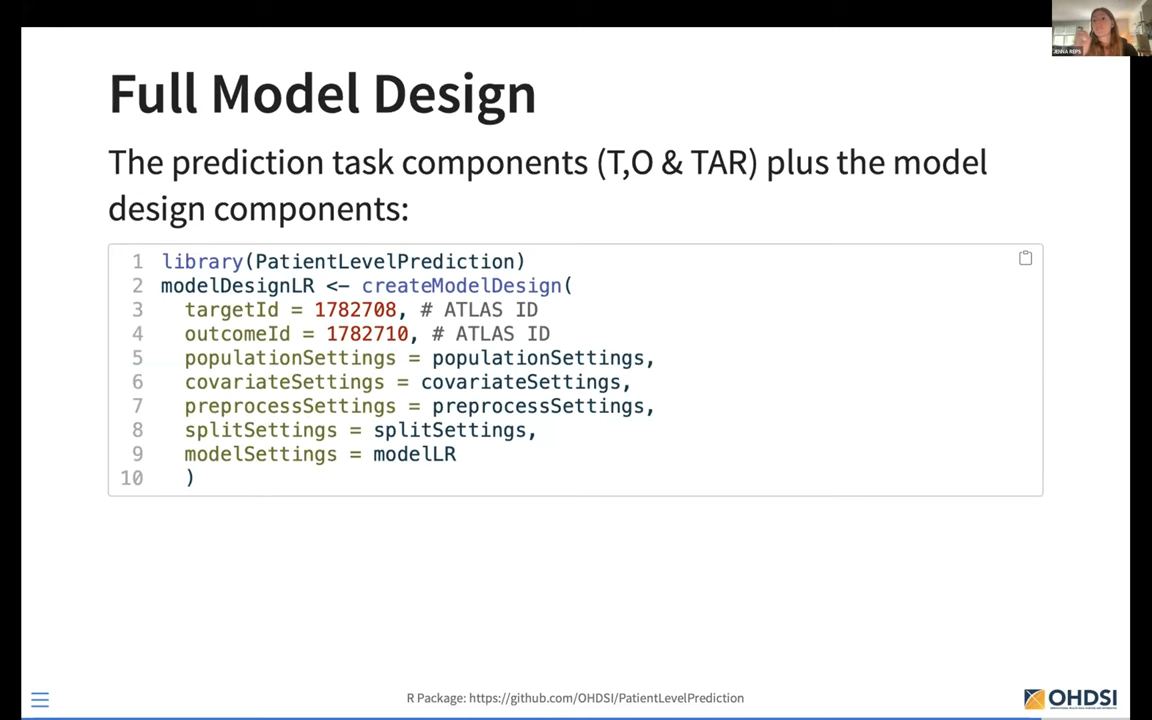 JENNA REPS
Full Model Design
The prediction task components (T,O & TAR) plus the model
design components:
1 library(PatientLevelPrediction)
2 modelDesignLR <- createModelDesign(
3 targetId = 1782708, # ATLAS ID
4 outcomeId = 1782710, # ATLAS ID
5 populationSettings = populationSettings,
6 covariateSettings = covariateSettings,
7 preprocessSettings = preprocessSettings,
8 splitSettings = splitSettings,
9 modelSettings = modelLR
10 )
R Package: https://github.com/OHDSI/PatientLevelPrediction
OHDSI